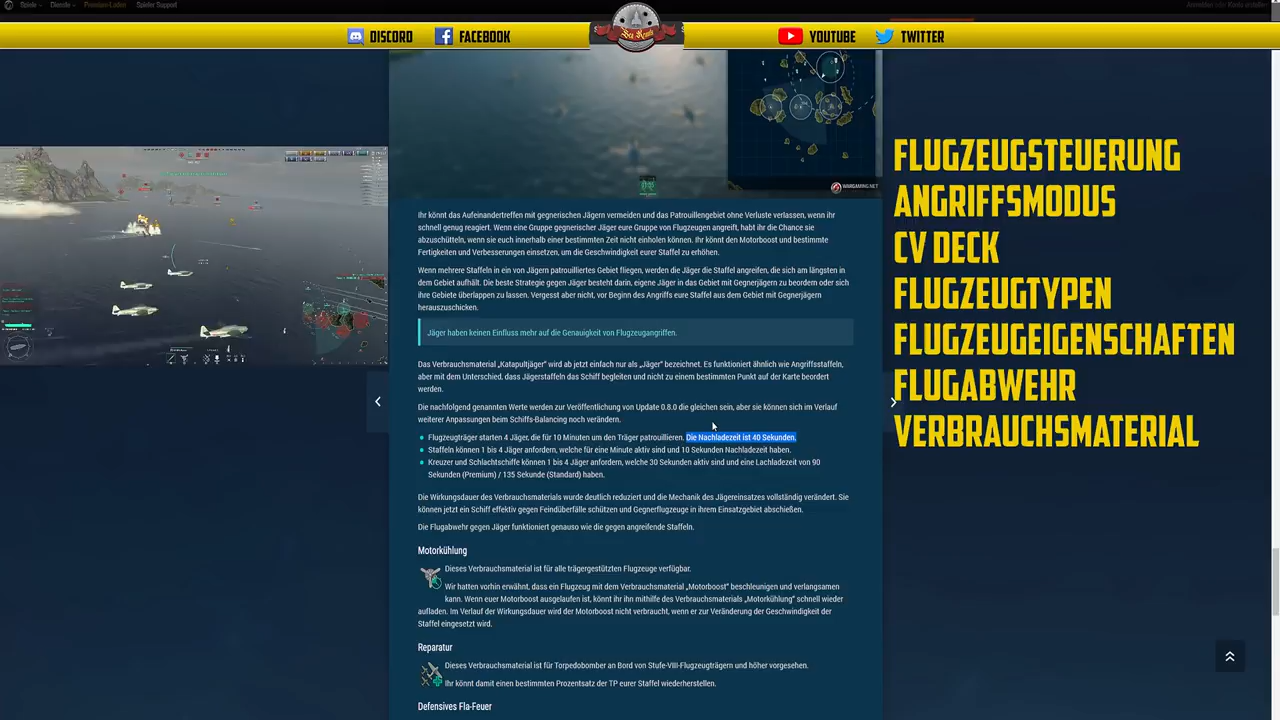 Spiele
Dienste
Premium-Laden
Spieler Support
Anmelden oder Konto erstellen
DISCORD
FACEBOOK
YOUTUBE
TWITTER
WARGAMING.NET
Ihr könnt das Aufeinandertreffen mit gegnerischen Jägern vermeiden und das Patrouillengebiet ohne Verluste verlassen, wenn ihr
schnell genug reagiert. Wenn eine Gruppe gegnerischer Jäger eure Gruppe von Flugzeugen angreift, habt ihr die Chance sie
abzuschütteln, wenn sie euch innerhalb einer bestimmten Zeit nicht einholen können. Ihr könnt den Motorboost und bestimmte
Fertigkeiten und Verbesserungen einsetzen, um die Geschwindigkeit eurer Staffel zu erhöhen.
Wenn mehrere Staffeln in ein von Jägern patrouilliertes Gebiet fliegen, werden die Jäger die Staffel angreifen, die sich am längsten in
dem Gebiet aufhält. Die beste Strategie gegen Jäger besteht darin, eigene Jäger in das Gebiet mit Gegnerjägern zu beordern oder sich
ihre Gebiete überlappen zu lassen. Vergesst aber nicht, vor Beginn des Angriffs eure Staffel aus dem Gebiet mit Gegnerjägern
herauszuschicken.
Jäger haben keinen Einfluss mehr auf die Genauigkeit von Flugzeugangriffen.
Das Verbrauchsmaterial „Katapultjäger" wird ab jetzt einfach nur als „Jäger" bezeichnet. Es funktioniert ähnlich wie Angriffsstaffeln,
aber mit dem Unterschied, dass Jägerstaffeln das Schiff begleiten und nicht zu einem bestimmten Punkt auf der Karte beordert
werden.
Die nachfolgend genannten Werte werden zur Veröffentlichung von Update 0.8.0 die gleichen sein, aber sie können sich im Verlauf
weiterer Anpassungen beim Schiffs-Balancing noch verändern.
Flugzeugträger starten 4 Jäger, die für 10 Minuten um den Träger patrouillieren. Die Nachladezeit ist 40 Sekunden.
Staffeln können 1 bis 4 Jäger anfordern, welche für eine Minute aktiv sind und 10 Sekunden Nachladezeit haben.
Kreuzer und Schlachtschiffe können 1 bis 4 Jäger anfordern, welche 30 Sekunden aktiv sind und eine Lachladezeit von 90
Sekunden (Premium) / 135 Sekunde (Standard) haben.
Die Wirkungsdauer des Verbrauchsmaterials wurde deutlich reduziert und die Mechanik des Jägereinsatzes vollständig verändert. Sie
können jetzt ein Schiff effektiv gegen Feindüberfälle schützen und Gegnerflugzeuge in ihrem Einsatzgebiet abschießen.
Die Flugabwehr gegen Jäger funktioniert genauso wie die gegen angreifende Staffeln.
Motorkühlung
Dieses Verbrauchsmaterial ist für alle trägergestützten Flugzeuge verfügbar.
Wir hatten vorhin erwähnt, dass ein Flugzeug mit dem Verbrauchsmaterial „Motorboost" beschleunigen und verlangsamen
kann. Wenn euer Motorboost ausgelaufen ist, könnt ihr ihn mithilfe des Verbrauchsmaterials „Motorkühlung" schnell wieder
aufladen. Im Verlauf der Wirkungsdauer wird der Motorboost nicht verbraucht, wenn er zur Veränderung der Geschwindigkeit der
Staffel eingesetzt wird.
Reparatur
Dieses Verbrauchsmaterial ist für Torpedobomber an Bord von Stufe-VIII-Flugzeugträgern und höher vorgesehen.
Ihr könnt damit einen bestimmten Prozentsatz der TP eurer Staffel wiederherstellen.
Defensives Fla-Feuer
FLUGZEUGSTEUERUNG
ANGRIFFSMODUS
CV DECK
FLUGZEUGTYPEN
FLUGZEUGEIGENSCHAFTEN
FLUGABWEHR
VERBRAUCHSMATERIAL